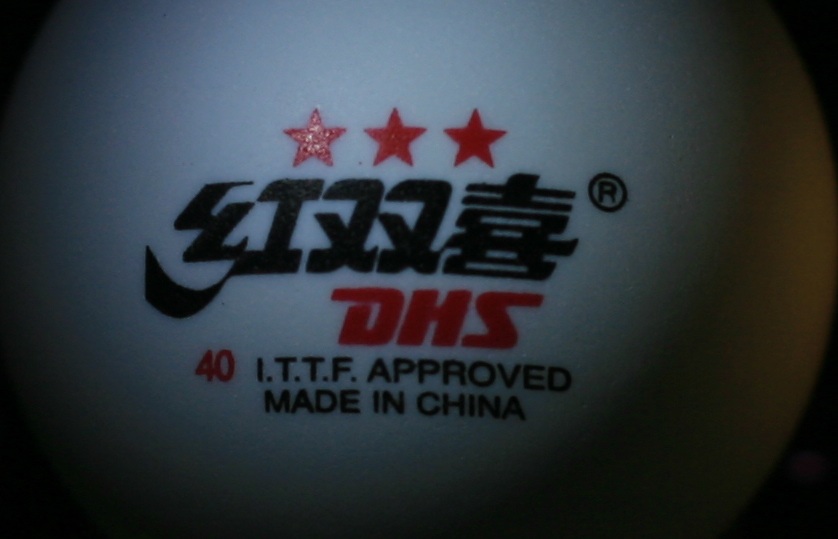 ★★★
红双喜®
DHS
40 I.T.T.F. APPROVED
MADE IN CHINA